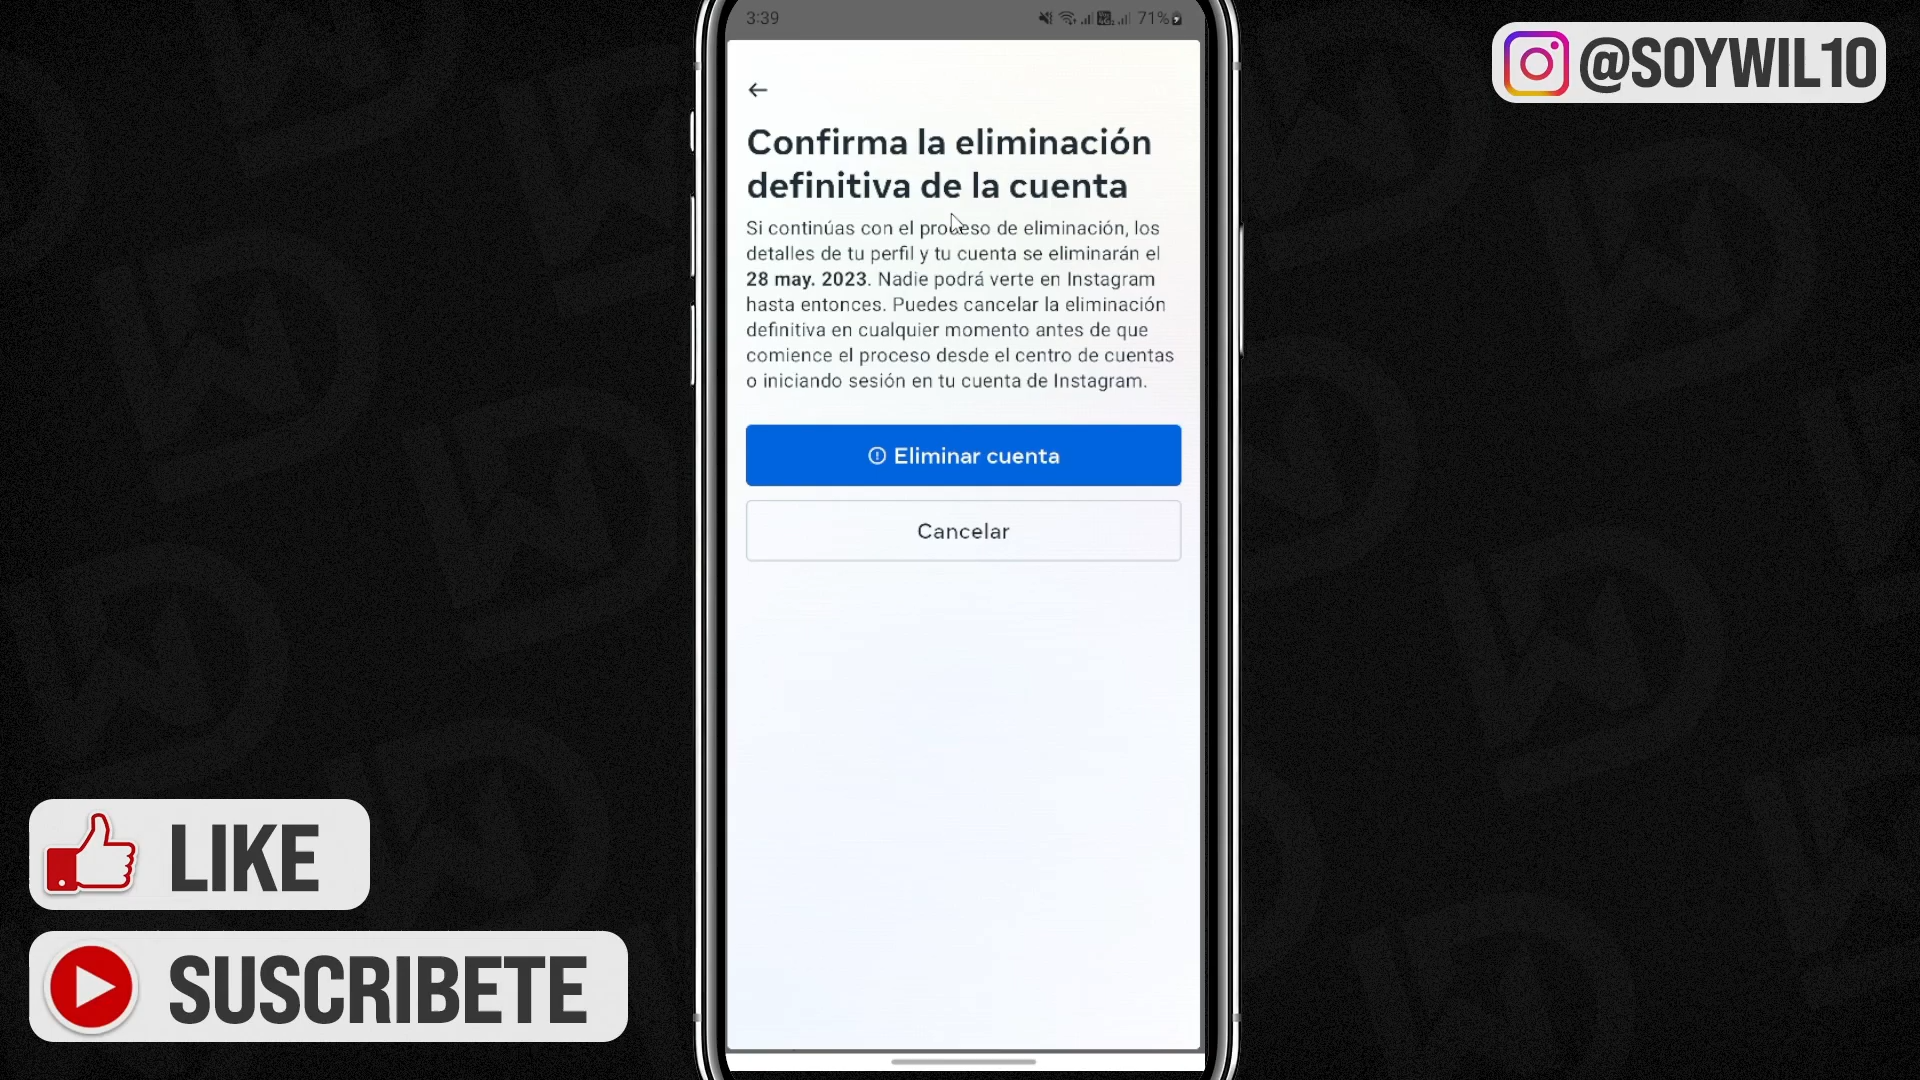 3:39
71%
@SOYWIL10
Confirma la eliminación
definitiva de la cuenta
Si continúas con el proceso de eliminación, los
detalles de tu perfil y tu cuenta se eliminarán el
28 may. 2023. Nadie podrá verte en Instagram
hasta entonces. Puedes cancelar la eliminación
definitiva en cualquier momento antes de que
comience el proceso desde el centro de cuentas
o iniciando sesión en tu cuenta de Instagram.
Eliminar cuenta
Cancelar
LIKE
SUSCRIBETE